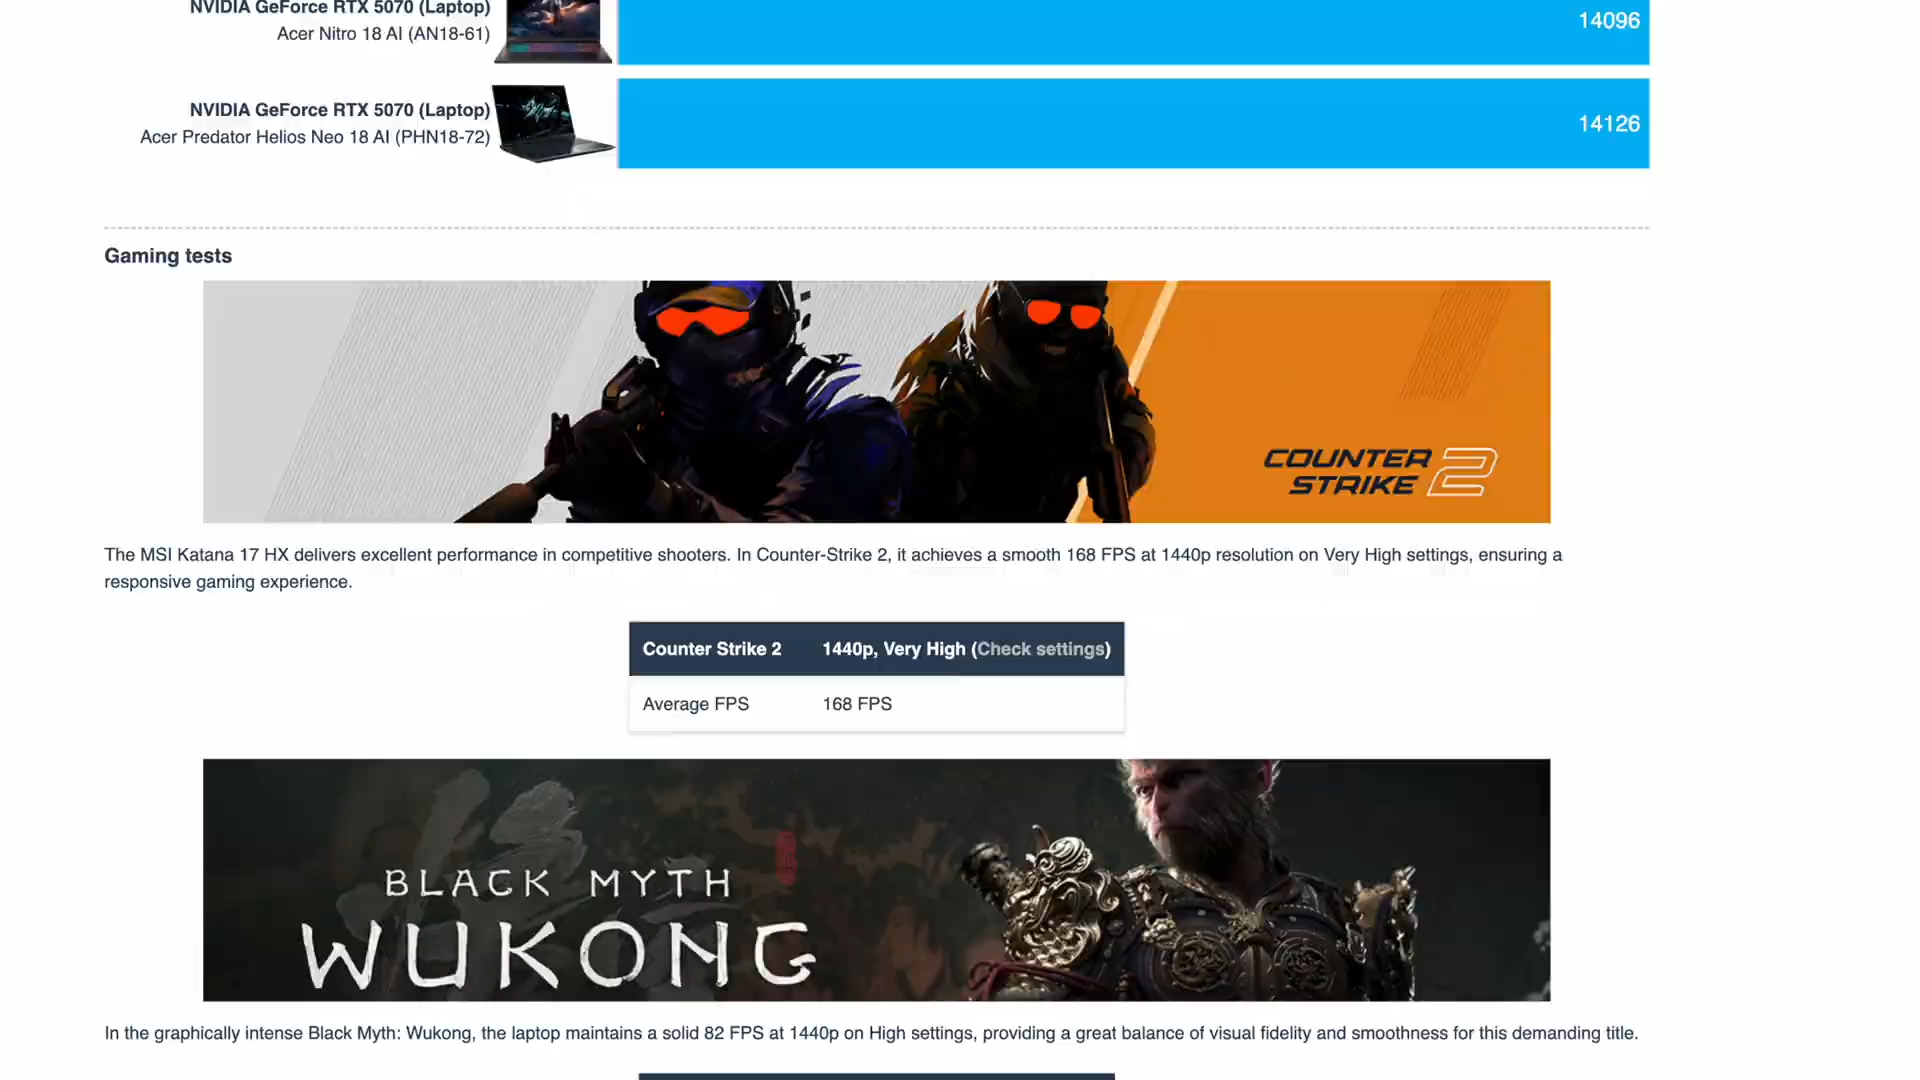 NVIDIA GeForce RTX 5070 (Laptop)
Acer Nitro 18 AI (AN18-61)
14096
NVIDIA GeForce RTX 5070 (Laptop)
Acer Predator Helios Neo 18 AI (PHN18-72)
14126
Gaming tests
COUNTER
STRIKE 2
The MSI Katana 17 HX delivers excellent performance in competitive shooters. In Counter-Strike 2, it achieves a smooth 168 FPS at 1440p resolution on Very High settings, ensuring a
responsive gaming experience.
Counter Strike 2 1440p, Very High (Check settings)
Average FPS 168 FPS
BLACK MYTH
WUKONG
In the graphically intense Black Myth: Wukong, the laptop maintains a solid 82 FPS at 1440p on High settings, providing a great balance of visual fidelity and smoothness for this demanding title.